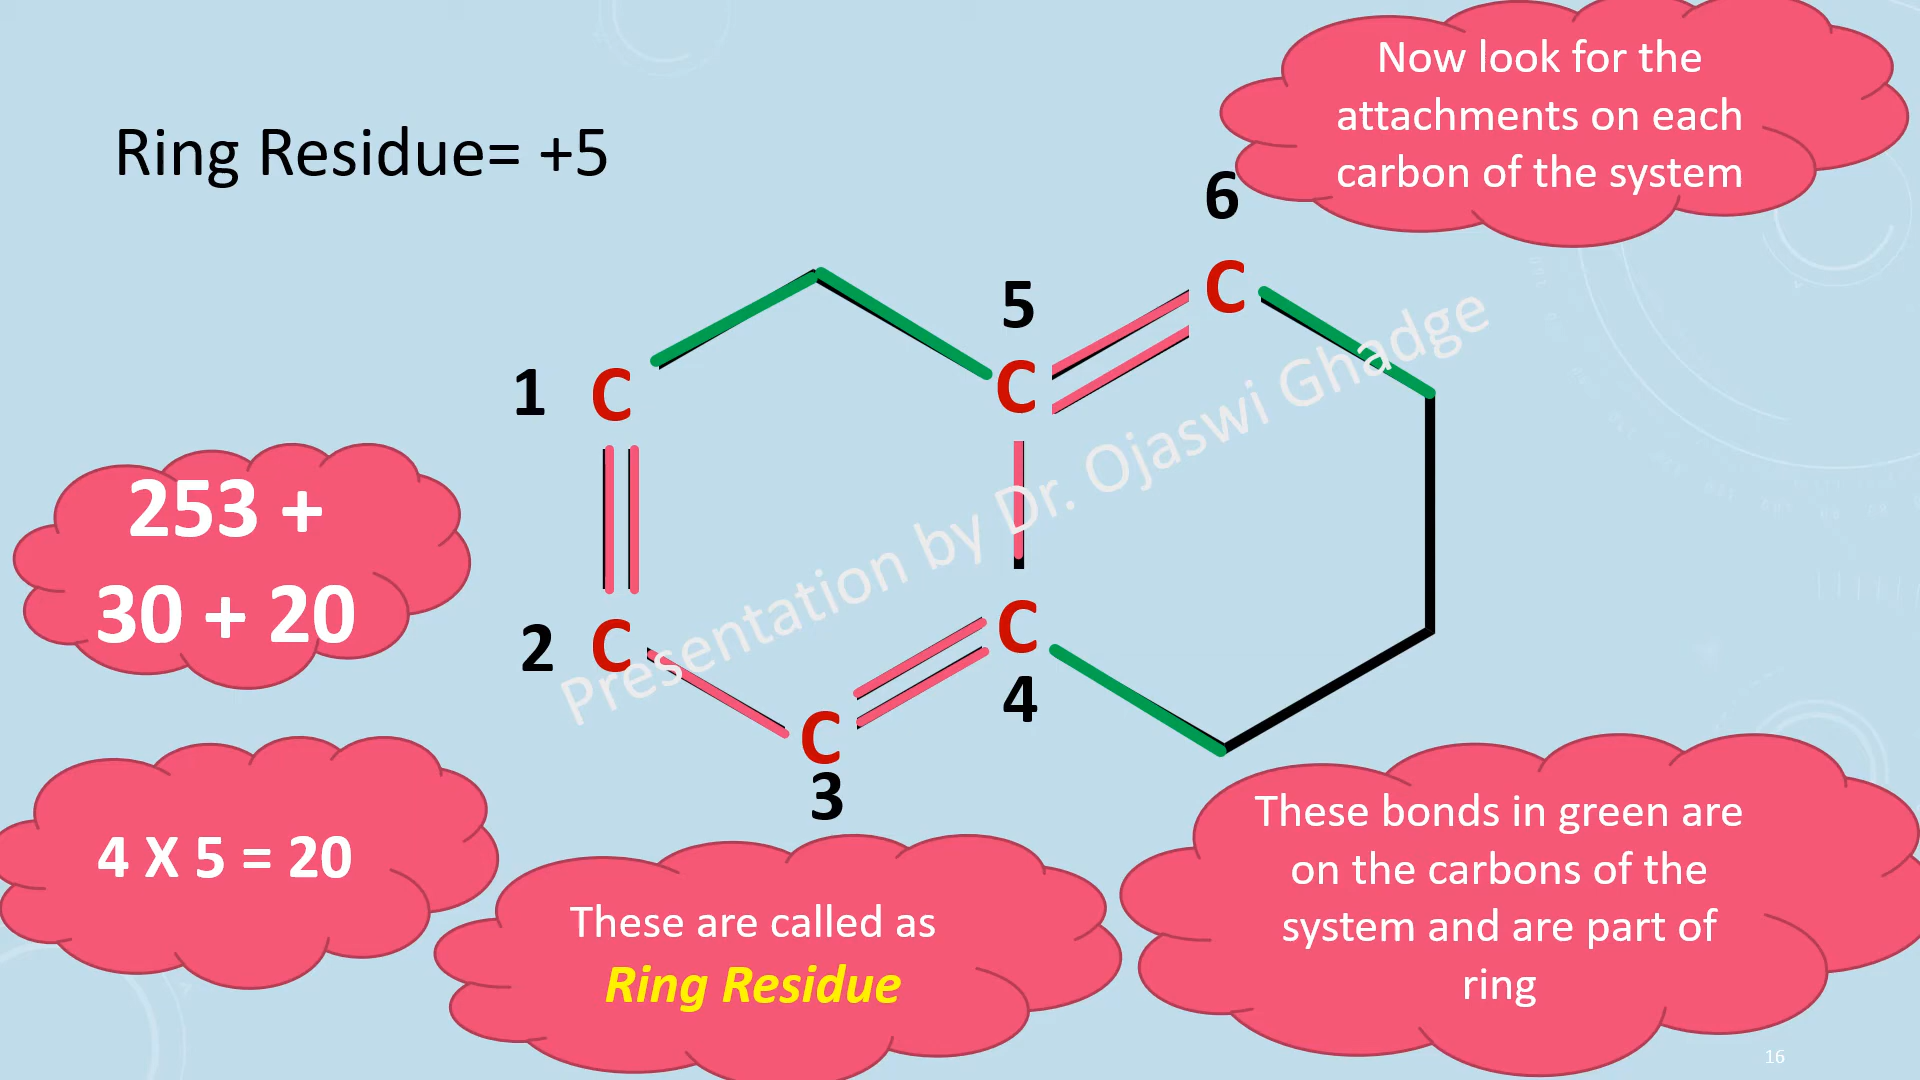 Ring Residue= +5
Now look for the
attachments on each
carbon of the system
6
C
5
C
1
C
253 +
30 + 20
2
C
C
4
C
3
4 X 5 = 20
These are called as
Ring Residue
These bonds in green are
on the carbons of the
system and are part of
ring
Presentation by Dr. Ojaswi Ghadge
16